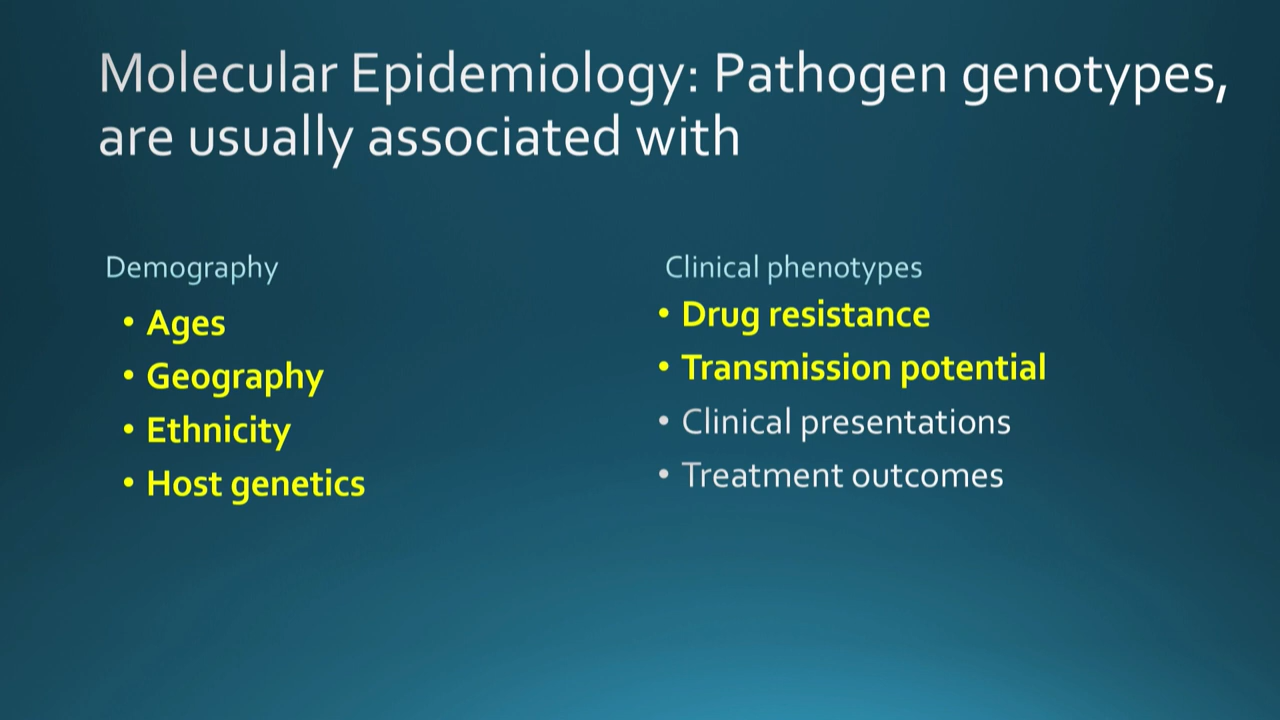 Molecular Epidemiology: Pathogen genotypes,
are usually associated with
Demography
• Ages
• Geography
• Ethnicity
• Host genetics
Clinical phenotypes
• Drug resistance
• Transmission potential
• Clinical presentations
• Treatment outcomes